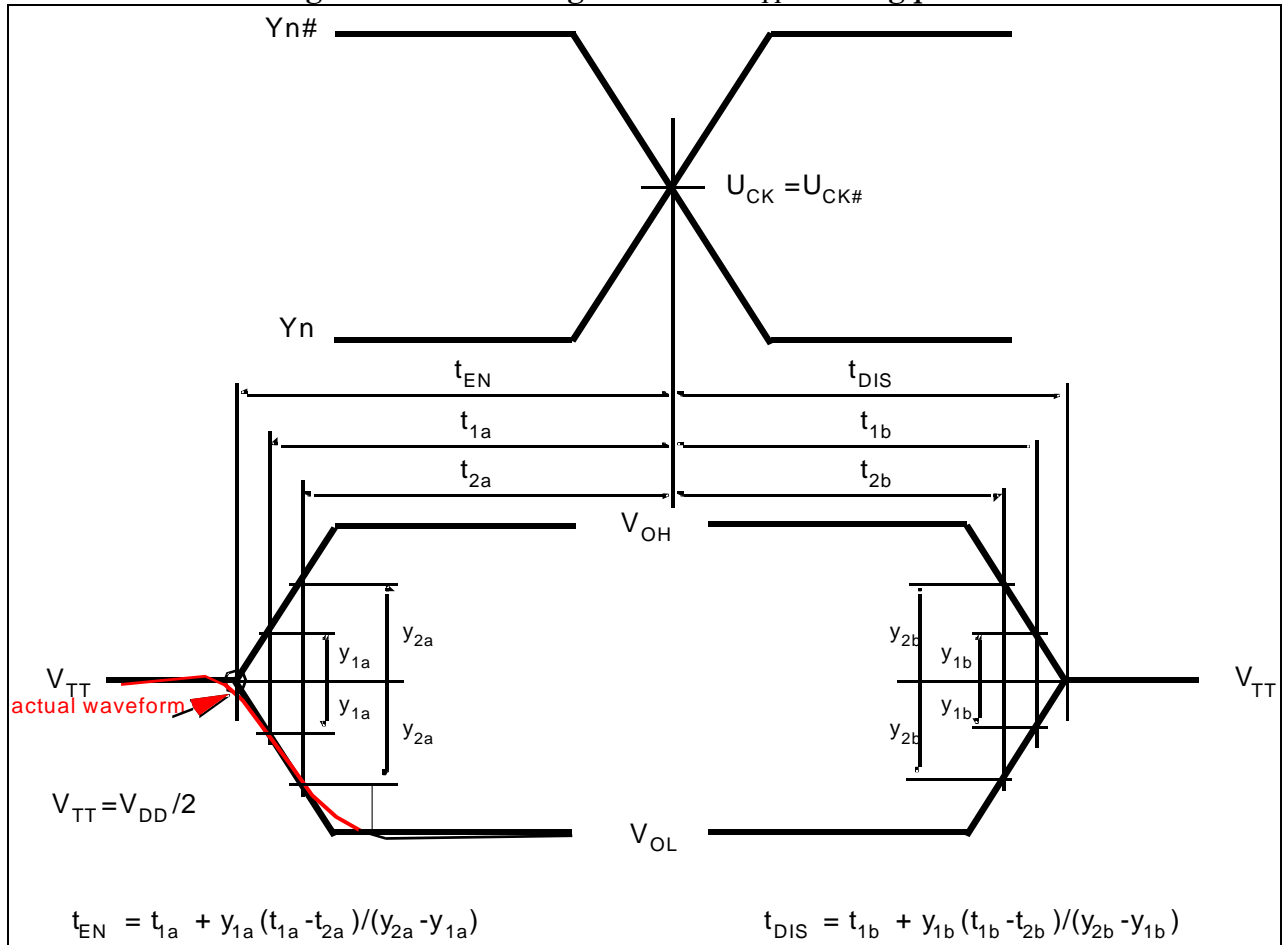 Yn#
U_CK =U_CK#
Yn
t_EN t_DIS
t_1a t_1b
t_2a t_2b
V_OH
y_2a y_2b
y_1a y_1b
V_TT V_TT
actual waveform
y_1a y_1b
y_2a y_2b
V_TT =V_DD /2
V_OL
t_EN = t_1a + y_1a (t_1a -t_2a )/(y_2a -y_1a ) t_DIS = t_1b + y_1b (t_1b -t_2b )/(y_2b -y_1b )